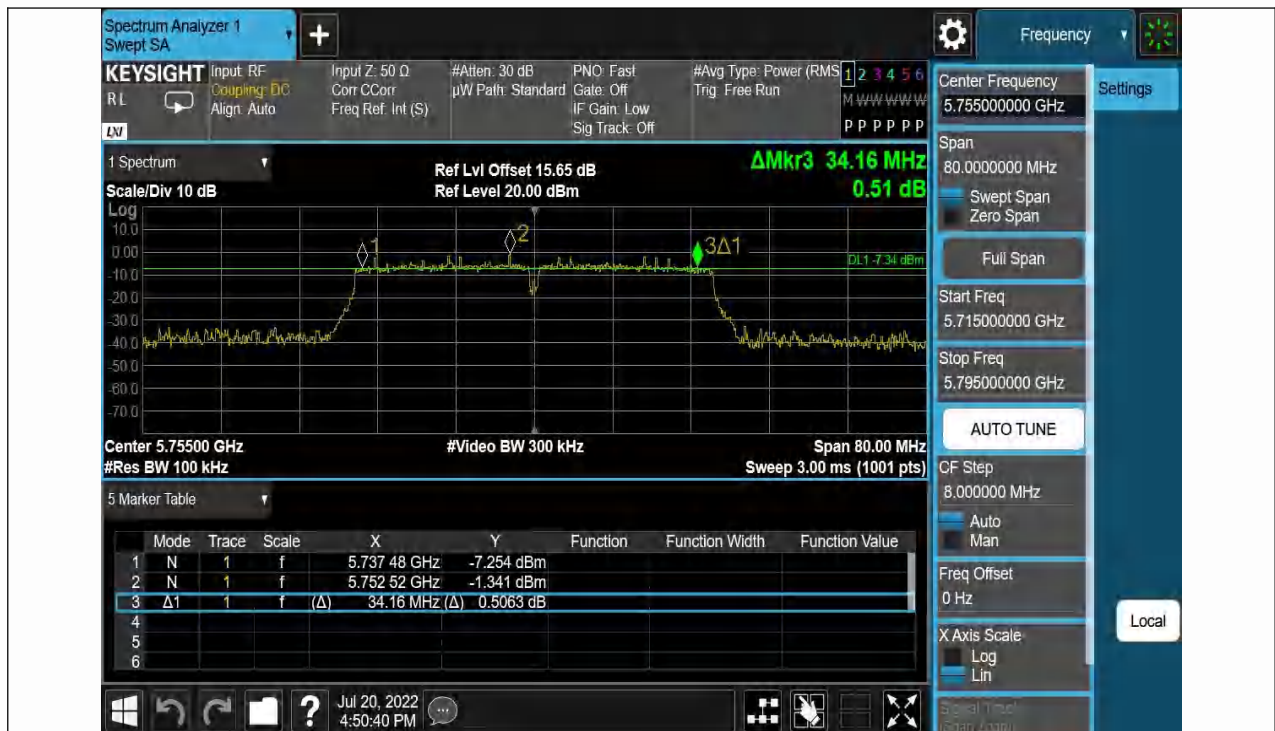 Spectrum Analyzer 1
Swept SA
+
Frequency
KEYSIGHT
RL
LXI
Input: RF
Coupling: DC
Align: Auto
Input Z: 50 Ω
Corr CCorr
Freq Ref: Int (S)
#Atten: 30 dB
µW Path: Standard
PNO: Fast
Gate: Off
IF Gain: Low
Sig Track: Off
#Avg Type: Power (RMS
Trig: Free Run
1 2 3 4 5 6
M W W W W W
P P P P P P
1 Spectrum
Scale/Div 10 dB
Ref Lvl Offset 15.65 dB
Ref Level 20.00 dBm
ΔMkr3 34.16 MHz
0.51 dB
Log
10.0
0.00
-10.0
-20.0
-30.0
-40.0
-50.0
-60.0
-70.0
1
2
3Δ1
DL1 -7.34 dBm
Center 5.75500 GHz
#Video BW 300 kHz
Span 80.00 MHz
#Res BW 100 kHz
Sweep 3.00 ms (1001 pts)
5 Marker Table
Mode Trace Scale X Y Function Function Width Function Value
1 N 1 f 5.737 48 GHz -7.254 dBm
2 N 1 f 5.752 52 GHz -1.341 dBm
3 Δ1 1 f (Δ) 34.16 MHz (Δ) 0.5063 dB
4
5
6
?
Jul 20, 2022
4:50:40 PM
Center Frequency
5.755000000 GHz
Settings
Span
80.0000000 MHz
Swept Span
Zero Span
Full Span
Start Freq
5.715000000 GHz
Stop Freq
5.795000000 GHz
AUTO TUNE
CF Step
8.000000 MHz
Auto
Man
Freq Offset
0 Hz
X Axis Scale
Log
Lin
Local
Signal Track
(Span Zoom)